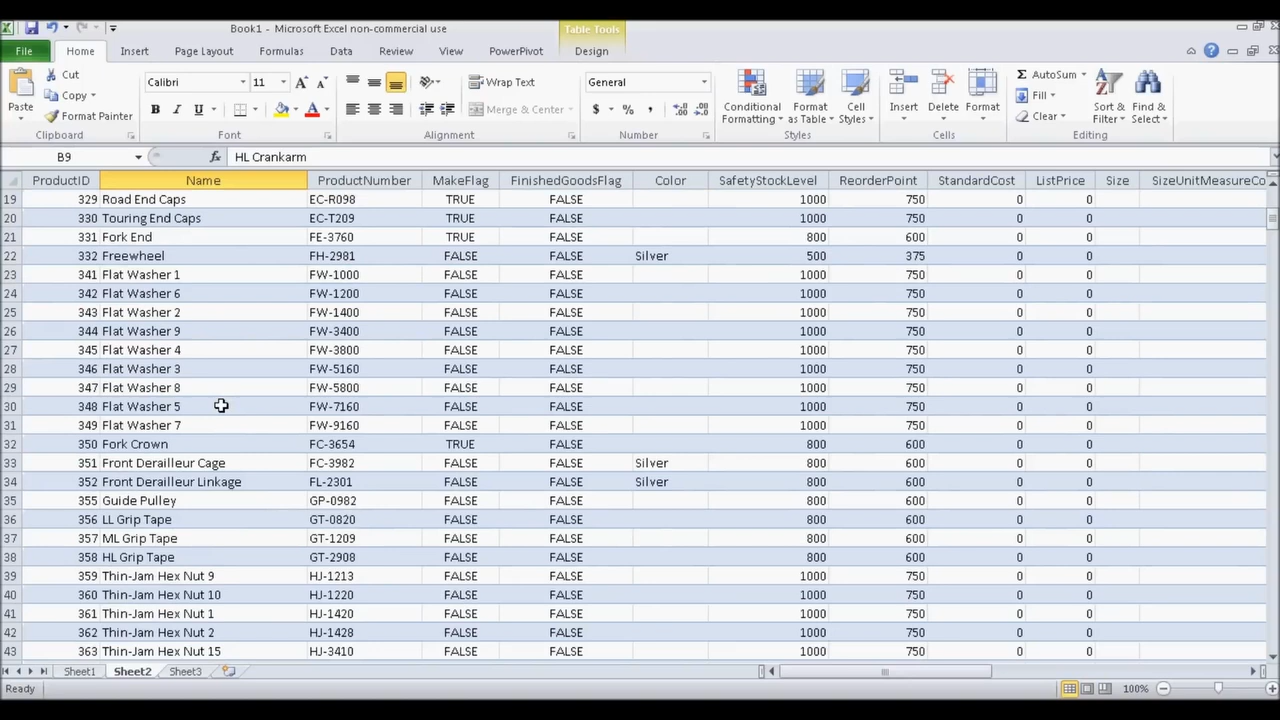 Book1 - Microsoft Excel non-commercial use
Table Tools
File Home Insert Page Layout Formulas Data Review View PowerPivot Design
Paste
Cut
Copy
Format Painter
Clipboard
Calibri 11
B I U
Font
Wrap Text
Merge & Center
Alignment
General
$ % ,
Number
Conditional Formatting
Format as Table
Cell Styles
Styles
Insert
Delete
Format
Cells
Σ AutoSum
Fill
Clear
Sort & Filter
Find & Select
Editing
B9 fx HL Crankarm
ProductID Name ProductNumber MakeFlag FinishedGoodsFlag Color SafetyStockLevel ReorderPoint StandardCost ListPrice Size SizeUnitMeasureCo
19 329 Road End Caps EC-R098 TRUE FALSE 1000 750 0 0
20 330 Touring End Caps EC-T209 TRUE FALSE 1000 750 0 0
21 331 Fork End FE-3760 TRUE FALSE 800 600 0 0
22 332 Freewheel FH-2981 FALSE FALSE Silver 500 375 0 0
23 341 Flat Washer 1 FW-1000 FALSE FALSE 1000 750 0 0
24 342 Flat Washer 6 FW-1200 FALSE FALSE 1000 750 0 0
25 343 Flat Washer 2 FW-1400 FALSE FALSE 1000 750 0 0
26 344 Flat Washer 9 FW-3400 FALSE FALSE 1000 750 0 0
27 345 Flat Washer 4 FW-3800 FALSE FALSE 1000 750 0 0
28 346 Flat Washer 3 FW-5160 FALSE FALSE 1000 750 0 0
29 347 Flat Washer 8 FW-5800 FALSE FALSE 1000 750 0 0
30 348 Flat Washer 5 FW-7160 FALSE FALSE 1000 750 0 0
31 349 Flat Washer 7 FW-9160 FALSE FALSE 1000 750 0 0
32 350 Fork Crown FC-3654 TRUE FALSE 800 600 0 0
33 351 Front Derailleur Cage FC-3982 FALSE FALSE Silver 800 600 0 0
34 352 Front Derailleur Linkage FL-2301 FALSE FALSE Silver 800 600 0 0
35 355 Guide Pulley GP-0982 FALSE FALSE 800 600 0 0
36 356 LL Grip Tape GT-0820 FALSE FALSE 800 600 0 0
37 357 ML Grip Tape GT-1209 FALSE FALSE 800 600 0 0
38 358 HL Grip Tape GT-2908 FALSE FALSE 800 600 0 0
39 359 Thin-Jam Hex Nut 9 HJ-1213 FALSE FALSE 1000 750 0 0
40 360 Thin-Jam Hex Nut 10 HJ-1220 FALSE FALSE 1000 750 0 0
41 361 Thin-Jam Hex Nut 1 HJ-1420 FALSE FALSE 1000 750 0 0
42 362 Thin-Jam Hex Nut 2 HJ-1428 FALSE FALSE 1000 750 0 0
43 363 Thin-Jam Hex Nut 15 HJ-3410 FALSE FALSE 1000 750 0 0
Sheet1 Sheet2 Sheet3
Ready 100%